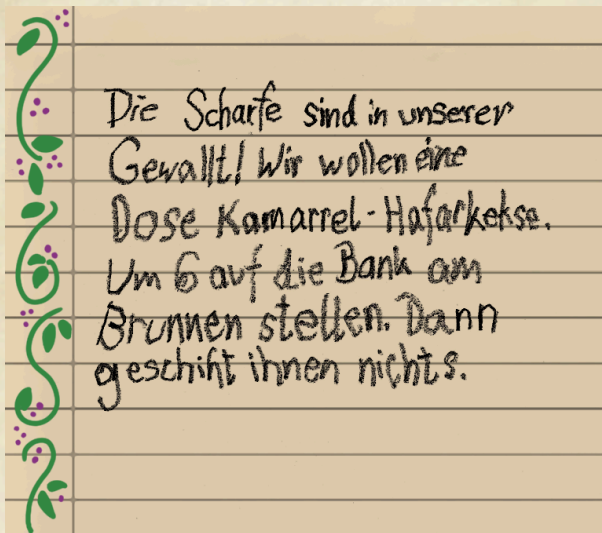 Die Scharfe sind in unserer
Gewallt! Wir wollen eine
Dose Kamarrel-Hafarkekse.
Um 6 auf die Bank am
Brunnen stellen. Dann
geschiht ihnen nichts.